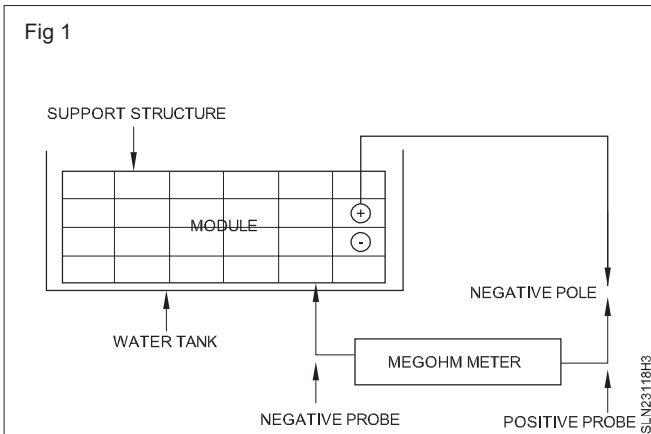 Fig 1
SUPPORT STRUCTURE
+
MODULE
-
NEGATIVE POLE
WATER TANK
MEGOHM METER
NEGATIVE PROBE
POSITIVE PROBE
SLN23118H3